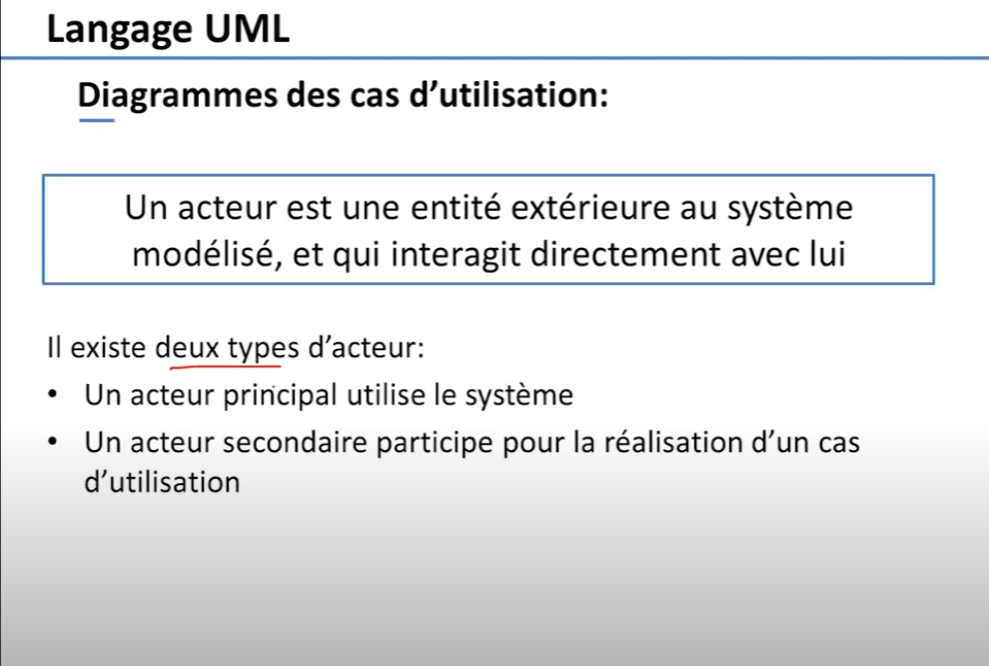 Langage UML
Diagrammes des cas d’utilisation:
Un acteur est une entité extérieure au système
modélisé, et qui interagit directement avec lui
Il existe deux types d’acteur:
• Un acteur principal utilise le système
• Un acteur secondaire participe pour la réalisation d’un cas
d’utilisation